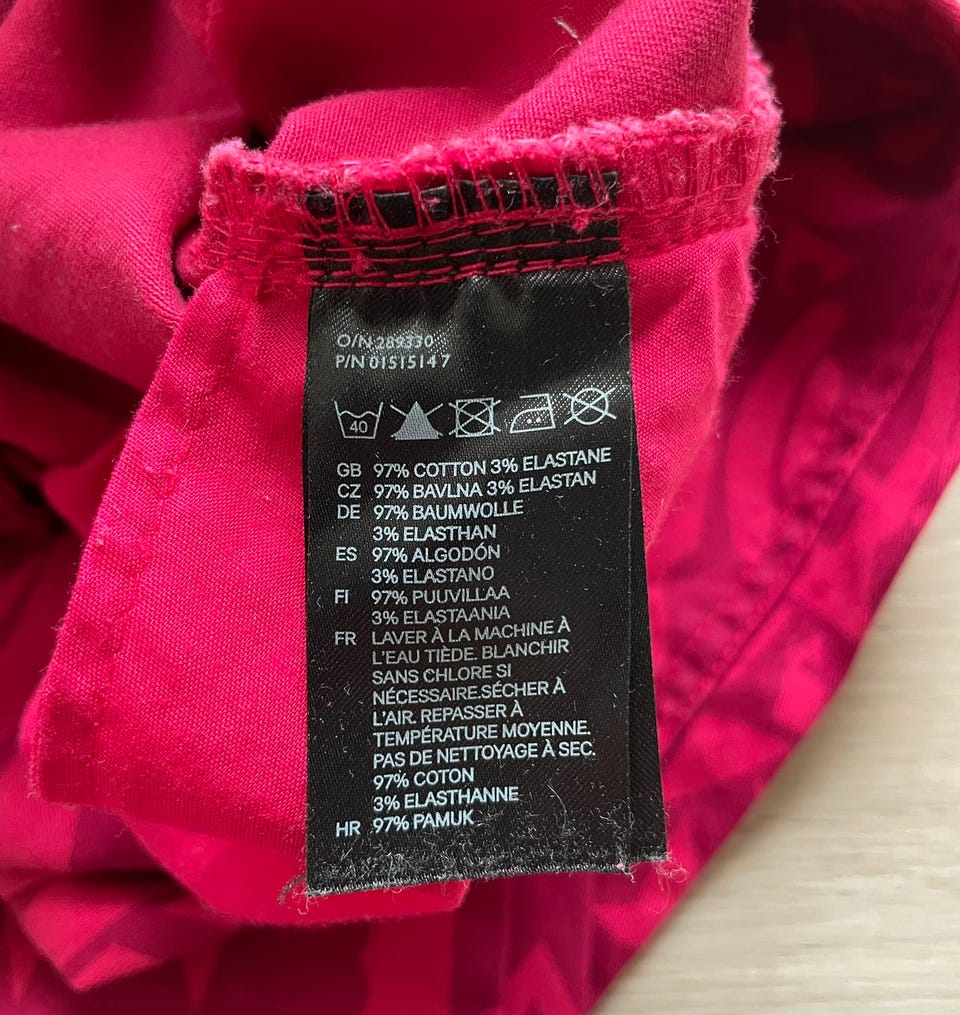 O/N 289330
P/N 01515147
40
GB 97% COTTON 3% ELASTANE
CZ 97% BAVLNA 3% ELASTAN
DE 97% BAUMWOLLE
3% ELASTHAN
ES 97% ALGODÓN
3% ELASTANO
FI 97% PUUVILLAA
3% ELASTAANIA
FR LAVER À LA MACHINE À
L'EAU TIÈDE. BLANCHIR
SANS CHLORE SI
NÉCESSAIRE.SÉCHER À
L'AIR. REPASSER À
TEMPÉRATURE MOYENNE.
PAS DE NETTOYAGE À SEC.
97% COTON
3% ELASTHANNE
HR 97% PAMUK